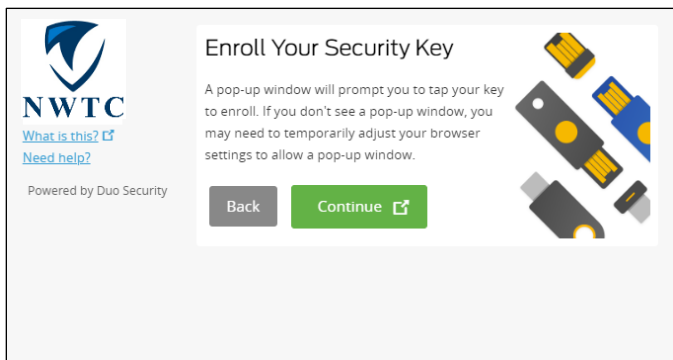 NWTC
What is this?
Need help?
Powered by Duo Security
Enroll Your Security Key
A pop-up window will prompt you to tap your key
to enroll. If you don't see a pop-up window, you
may need to temporarily adjust your browser
settings to allow a pop-up window.
Back
Continue